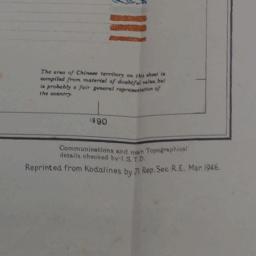 The area of Chinese territory on this sheet is
compiled from material of doubtful value, but
is probably a fair general representation of
the country.
90
Communications and main Topographical
details checked by I.S.T.D.
Reprinted from Kodalines by Rep. Sec. R.E. Mar. 1946.